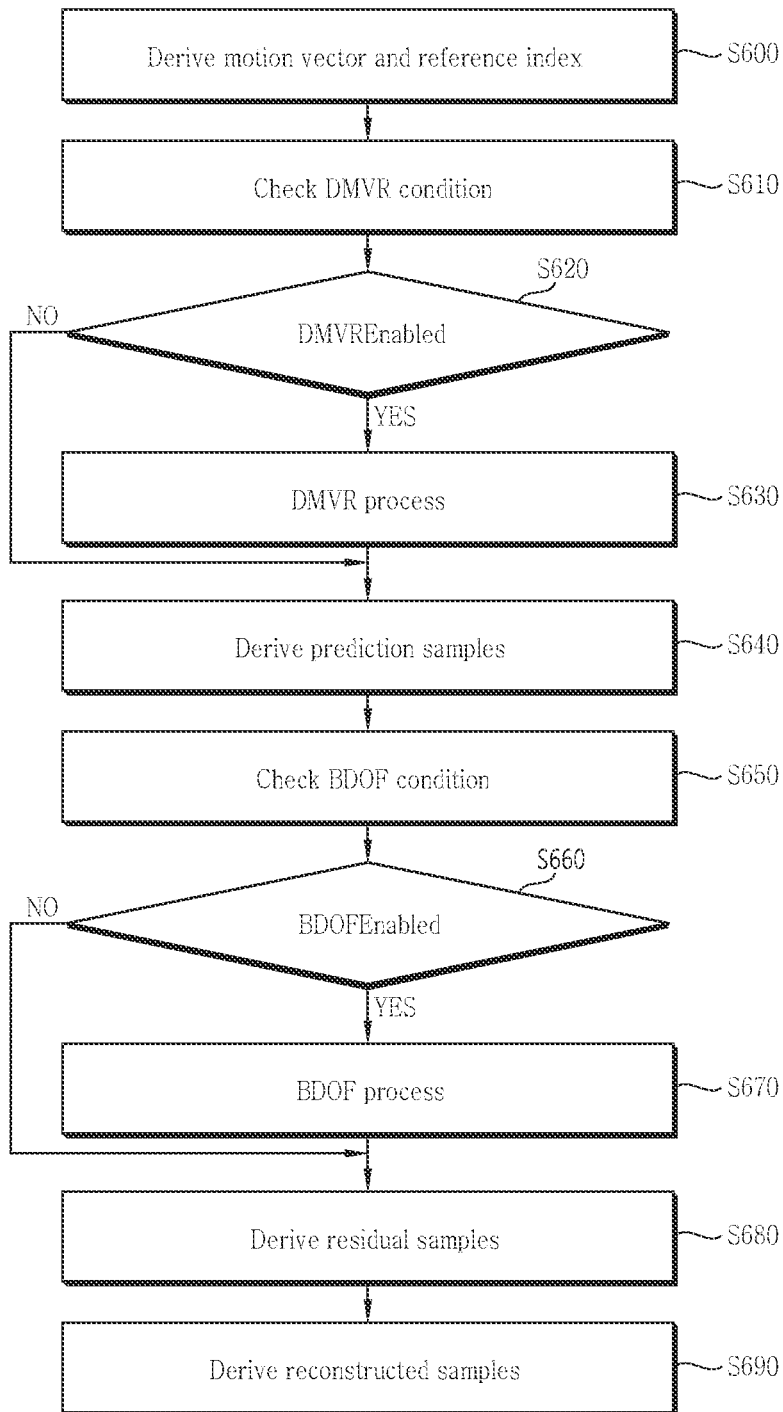 Derive motion vector and reference index
S600
Check DMVR condition
S610
S620
NO
DMVREnabled
YES
DMVR process
S630
Derive prediction samples
S640
Check BDOF condition
S650
S660
NO
BDOFEnabled
YES
BDOF process
S670
Derive residual samples
S680
Derive reconstructed samples
S690